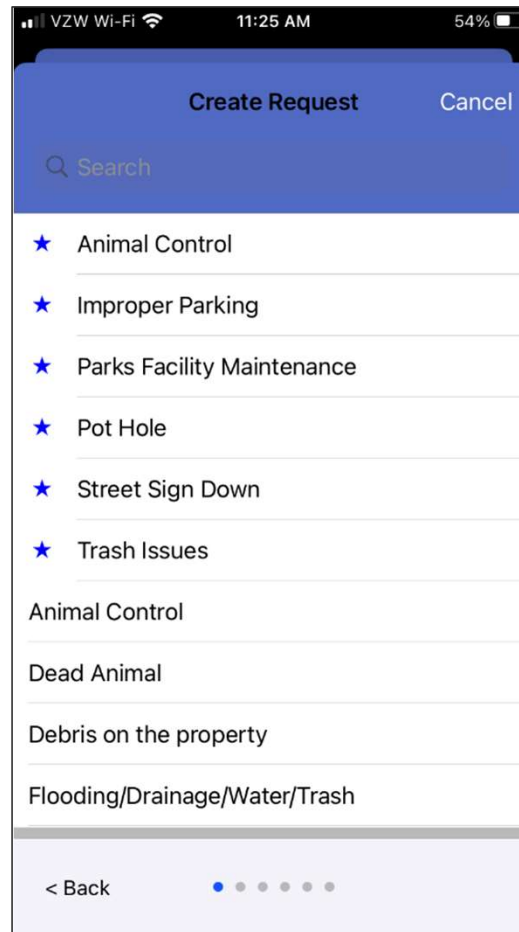 VZW Wi-Fi 11:25 AM 54%
Create Request Cancel
Search
★ Animal Control
★ Improper Parking
★ Parks Facility Maintenance
★ Pot Hole
★ Street Sign Down
★ Trash Issues
Animal Control
Dead Animal
Debris on the property
Flooding/Drainage/Water/Trash
< Back